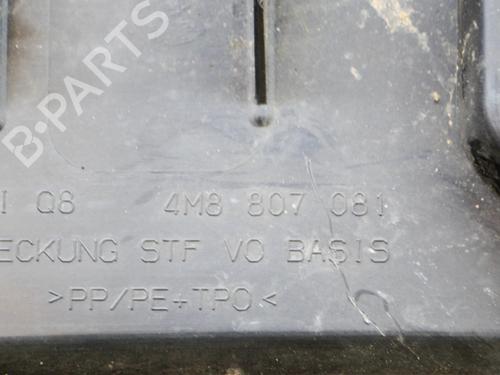 B-PARTS
I Q8 4M8 807 081
ECKUNG STF VO BASIS
>PP/PE+TPO<